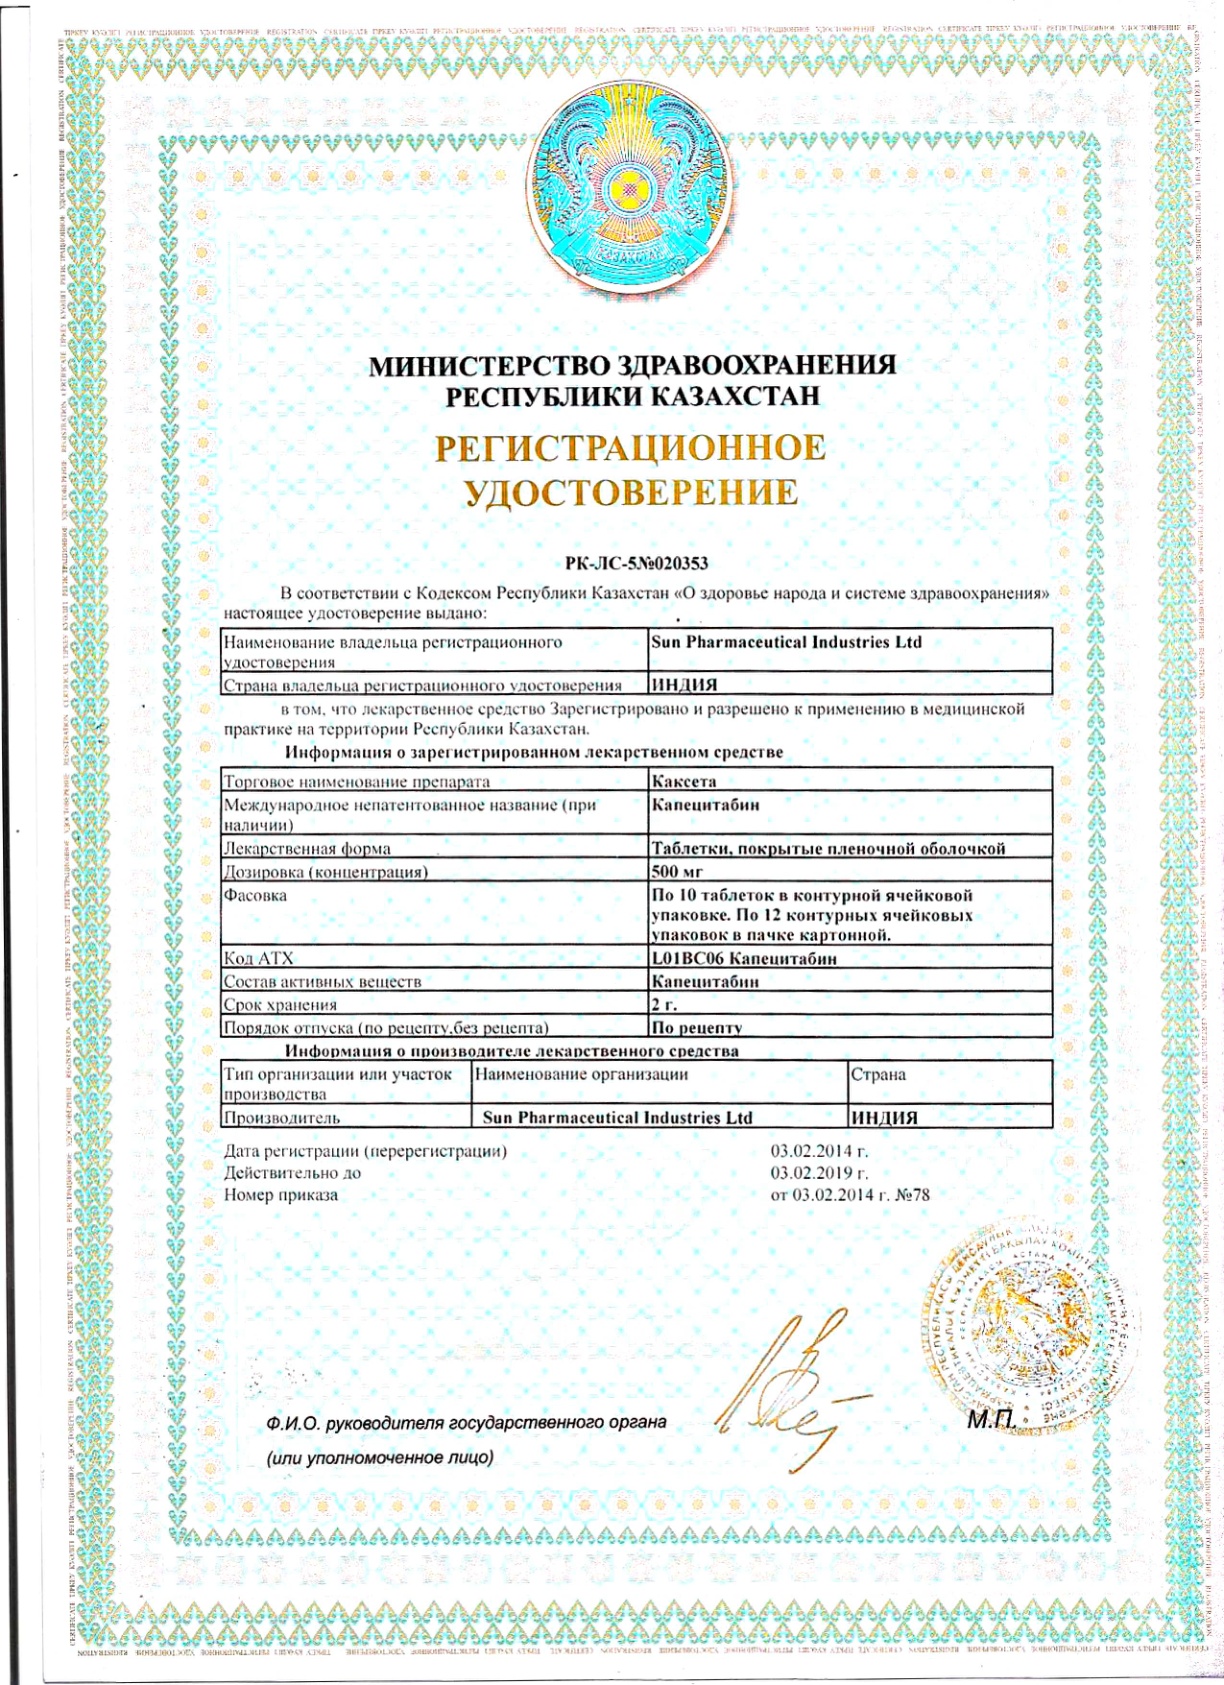 МИНИСТЕРСТВО ЗДРАВООХРАНЕНИЯ
РЕСПУБЛИКИ КАЗАХСТАН
РЕГИСТРАЦИОННОЕ
УДОСТОВЕРЕНИЕ
РК-ЛС-5№020353
В соответствии с Кодексом Республики Казахстан «О здоровье народа и системе здравоохранения»
настоящее удостоверение выдано:
Наименование владельца регистрационного
удостоверения
Sun Pharmaceutical Industries Ltd
Страна владельца регистрационного удостоверения
ИНДИЯ
в том, что лекарственное средство Зарегистрировано и разрешено к применению в медицинской
практике на территории Республики Казахстан.
Информация о зарегистрированном лекарственном средстве
Торговое наименование препарата
Каксета
Международное непатентованное название (при
наличии)
Капецитабин
Лекарственная форма
Таблетки, покрытые пленочной оболочкой
Дозировка (концентрация)
500 мг
Фасовка
По 10 таблеток в контурной ячейковой
упаковке. По 12 контурных ячейковых
упаковок в пачке картонной.
Код АТХ
L01BC06 Капецитабин
Состав активных веществ
Капецитабин
Срок хранения
2 г.
Порядок отпуска (по рецепту,без рецепта)
По рецепту
Информация о производителе лекарственного средства
Тип организации или участок
производства
Наименование организации
Страна
Производитель
Sun Pharmaceutical Industries Ltd
ИНДИЯ
Дата регистрации (перерегистрации)
03.02.2014 г.
Действительно до
03.02.2019 г.
Номер приказа
от 03.02.2014 г. №78
Ф.И.О. руководителя государственного органа
(или уполномоченное лицо)
М.П.